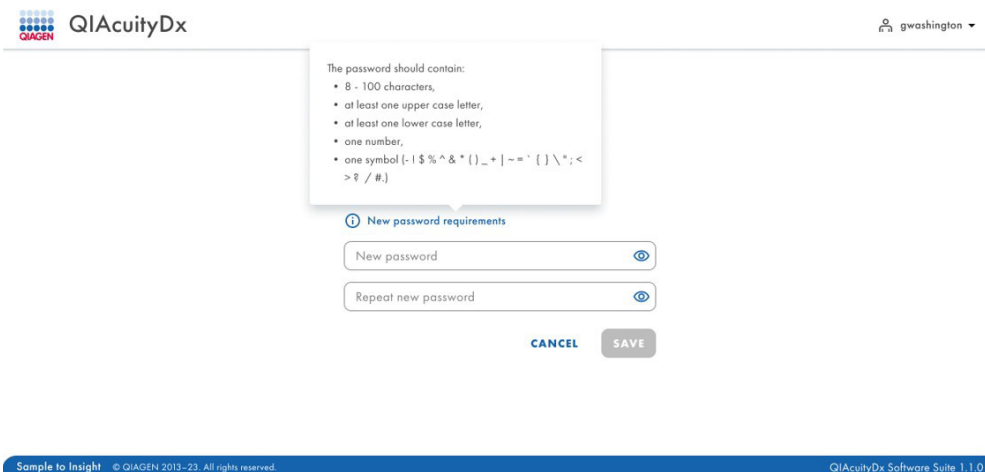 QIAGEN
QIAcuityDx
gwashington
The password should contain:
• 8 - 100 characters,
• at least one upper case letter,
• at least one lower case letter,
• one number,
• one symbol (- ! $ % ^ & * ( ) _ + | ~ = ` { } \ " ; <
> ? / #.)
New password requirements
New password
Repeat new password
CANCEL SAVE
Sample to Insight © QIAGEN 2013–23. All rights reserved. QIAcuityDx Software Suite 1.1.0